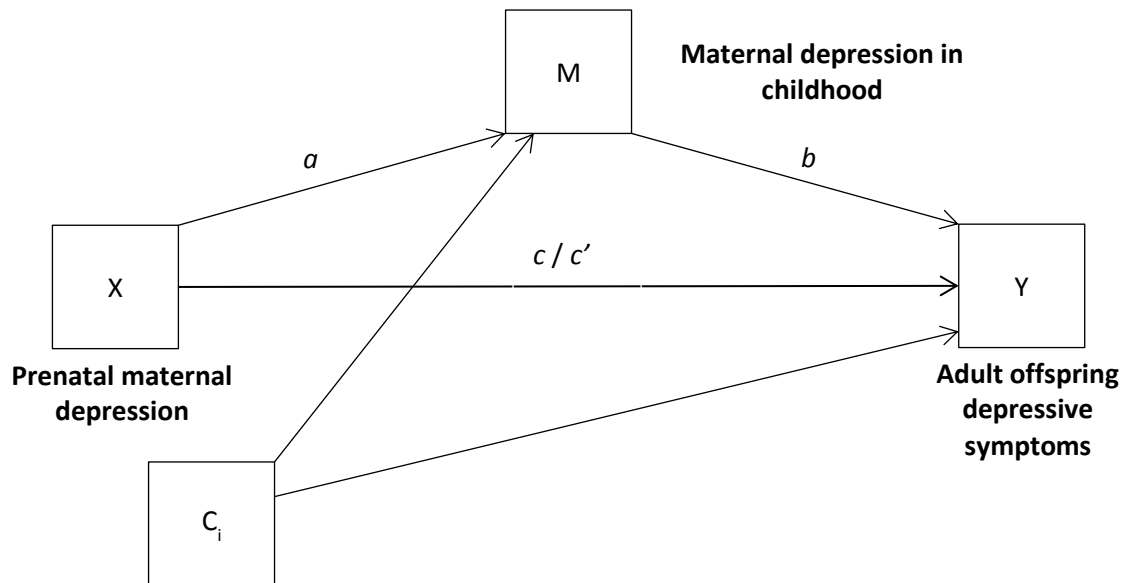 M
Maternal depression in
childhood
a
b
c / c’
X
Y
Prenatal maternal
depression
Adult offspring
depressive
symptoms
Cᵢ